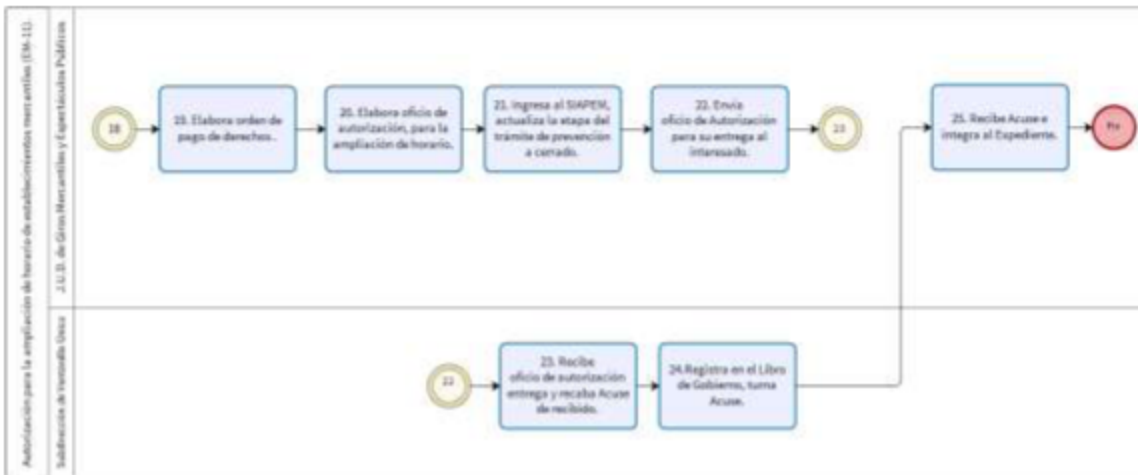 Autorización para la ampliación de horario de establecimientos mercantiles (EM-11).
J.U.D. de Giros Mercantiles y Espectáculos Públicos
18
19. Elabora orden de
pago de derechos.
20. Elabora oficio de
autorización, para la
ampliación de horario.
21. Ingresa al SIAPEM,
actualiza la etapa del
trámite de prevención
a cerrado.
22. Envía
oficio de Autorización
para su entrega al
interesado.
23
25. Recibe Acuse e
integra al Expediente.
Fin
Subdirección de Ventanilla Única
22
23. Recibe
oficio de autorización
entrega y recaba Acuse
de recibido.
24.Registra en el Libro
de Gobierno, turna
Acuse.